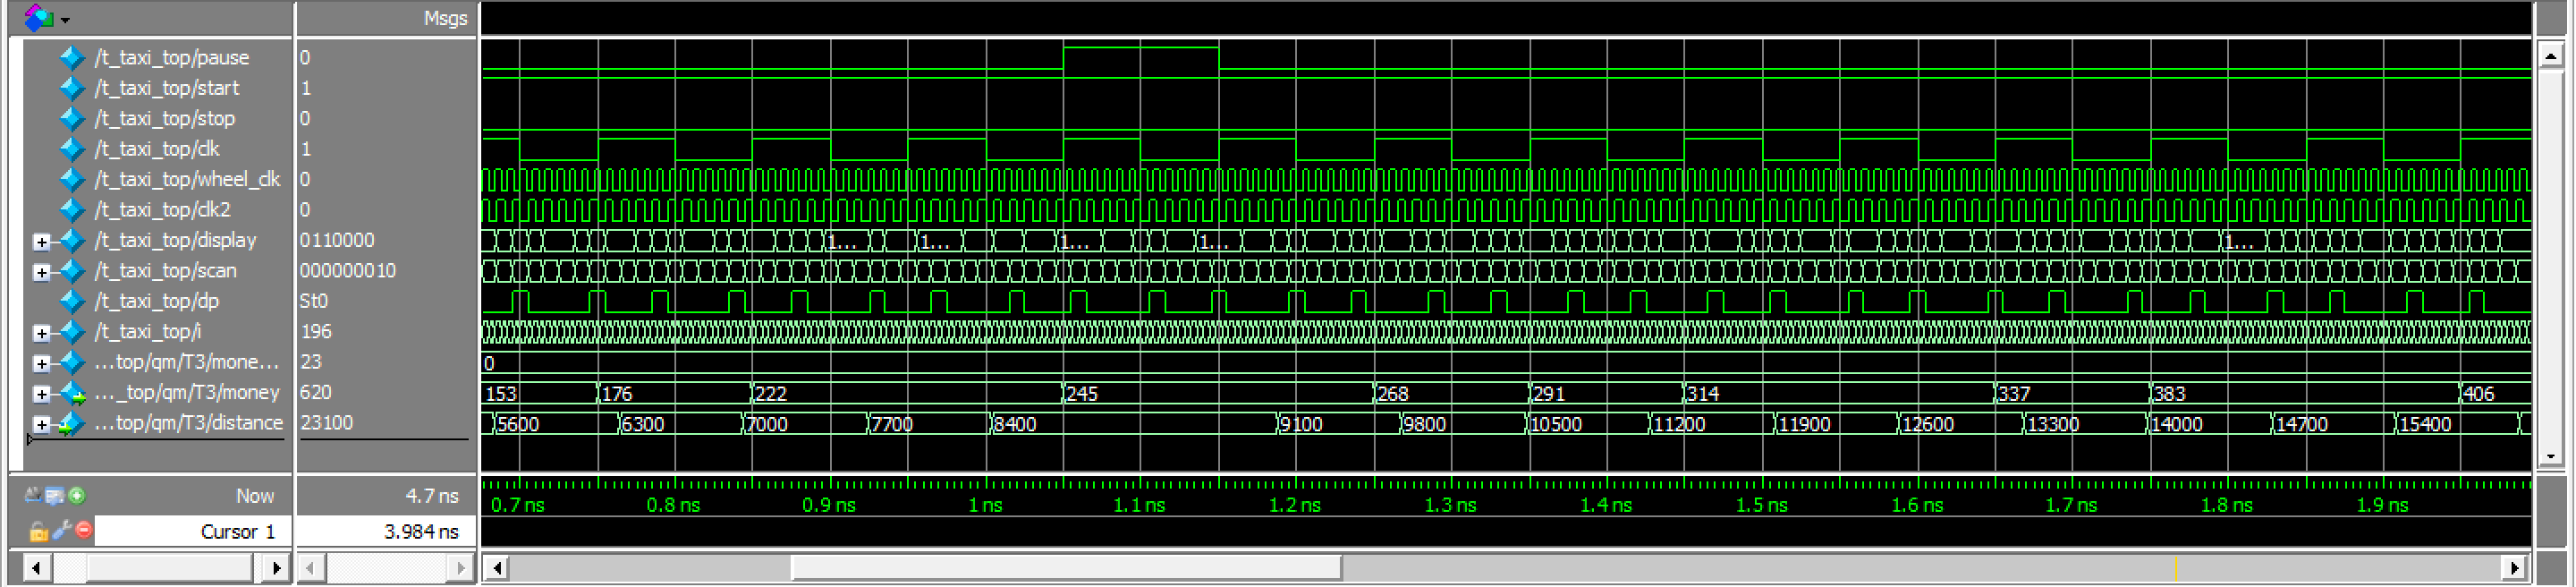 Msgs
/t_taxi_top/pause 0
/t_taxi_top/start 1
/t_taxi_top/stop 0
/t_taxi_top/clk 1
/t_taxi_top/wheel_clk 0
/t_taxi_top/clk2 0
/t_taxi_top/display 0110000 1... 1... 1... 1... 1...
/t_taxi_top/scan 000000010
/t_taxi_top/dp St0
/t_taxi_top/i 196
...top/qm/T3/mone... 23 0
..._top/qm/T3/money 620 153 176 222 245 268 291 314 337 383 406
...top/qm/T3/distance 23100 5600 6300 7000 7700 8400 9100 9800 10500 11200 11900 12600 13300 14000 14700 15400
Now 4.7 ns 0.7 ns 0.8 ns 0.9 ns 1 ns 1.1 ns 1.2 ns 1.3 ns 1.4 ns 1.5 ns 1.6 ns 1.7 ns 1.8 ns 1.9 ns
Cursor 1 3.984 ns